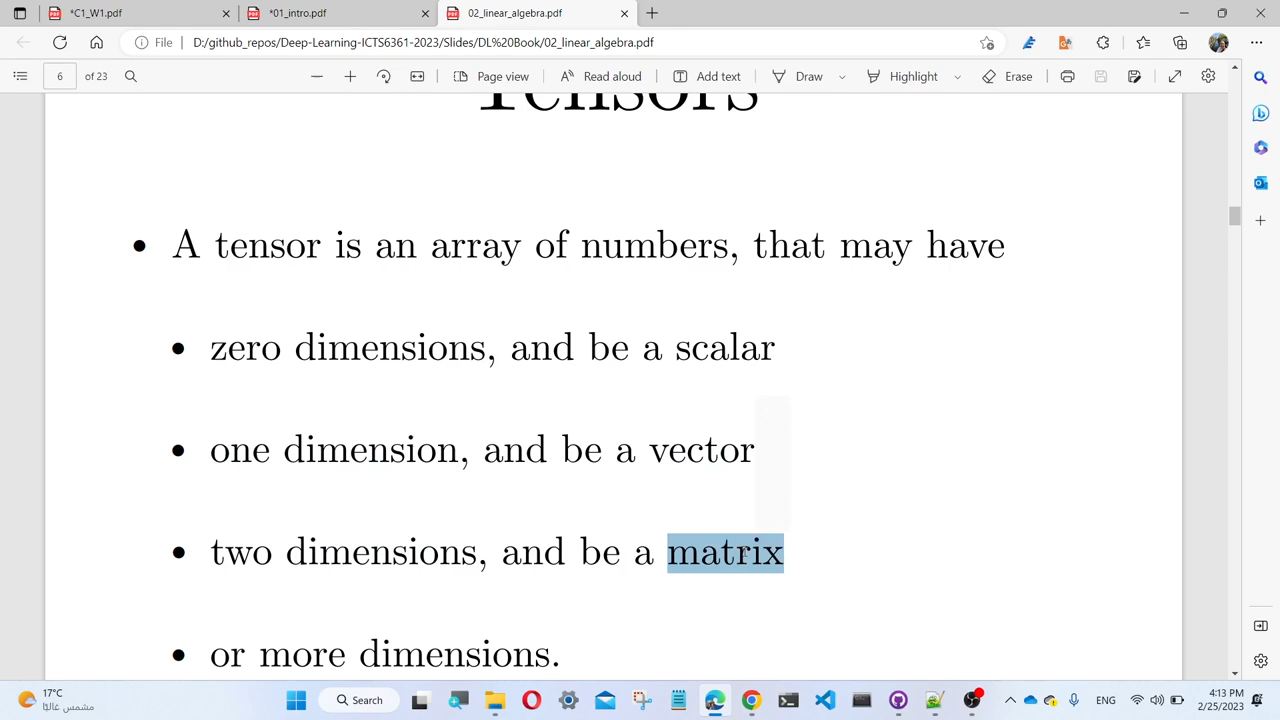 *C1_W1.pdf
*01_intro.pdf
02_linear_algebra.pdf
File
D:/github_repos/Deep-Learning-ICTS6361-2023/Slides/DL%20Book/02_linear_algebra.pdf
6 of 23
Page view
Read aloud
Add text
Draw
Highlight
Erase
Tensors
• A tensor is an array of numbers, that may have
• zero dimensions, and be a scalar
• one dimension, and be a vector
• two dimensions, and be a matrix
• or more dimensions.
17°C
مشمس غالبًا
Search
ENG
4:13 PM
2/25/2023